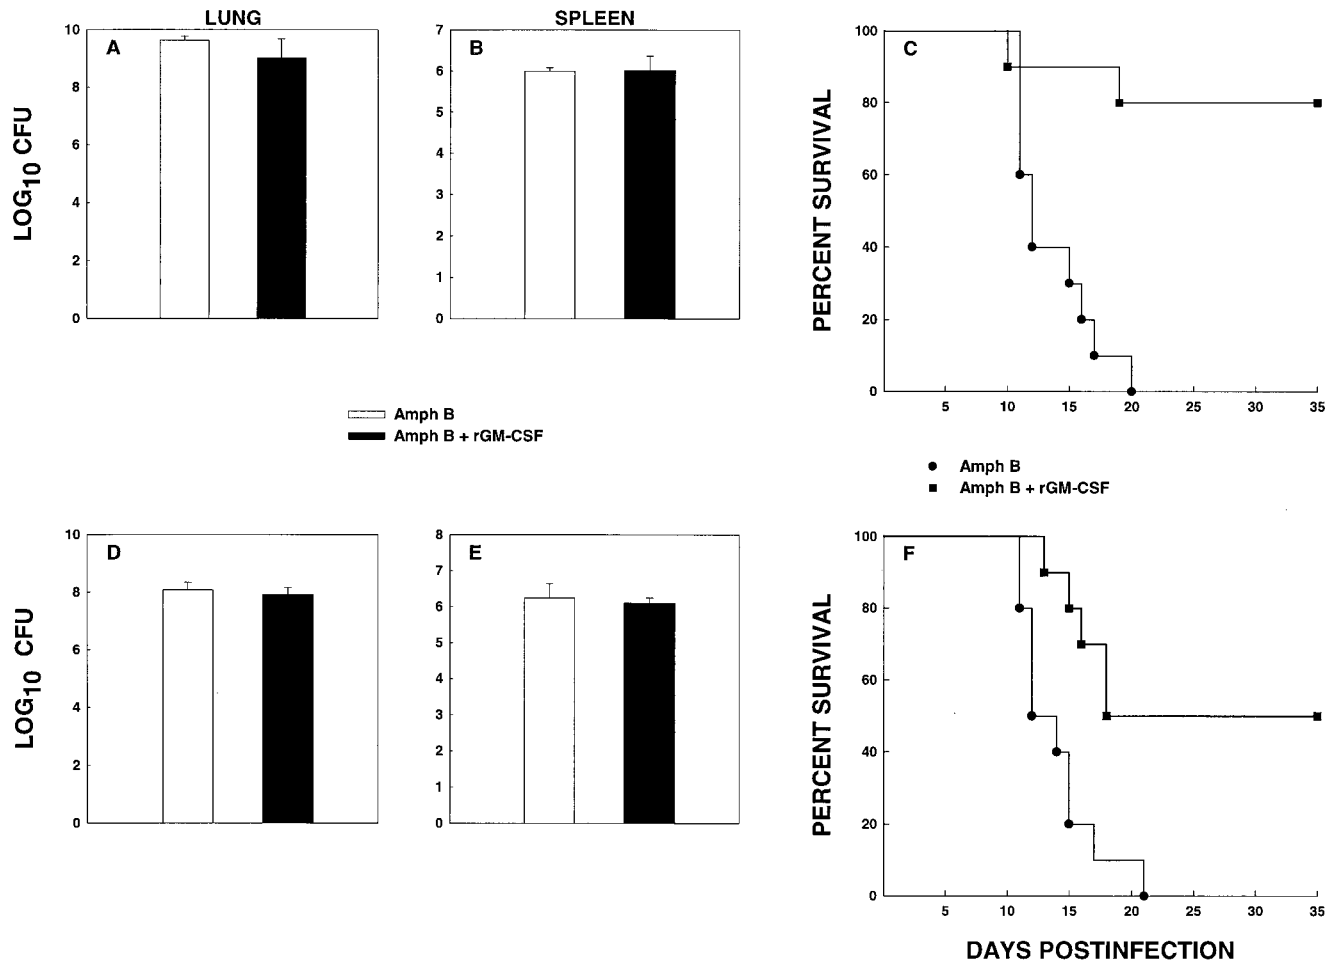 LUNG
SPLEEN
A
B
C
LOG10 CFU
10
8
6
4
2
0
7
6
5
4
3
2
1
0
PERCENT SURVIVAL
100
80
60
40
20
0
5 10 15 20 25 30 35
Amph B
Amph B + rGM-CSF
Amph B
Amph B + rGM-CSF
D
E
F
LOG10 CFU
10
8
6
4
2
0
8
7
6
5
4
3
2
1
0
PERCENT SURVIVAL
100
80
60
40
20
0
5 10 15 20 25 30 35
DAYS POSTINFECTION